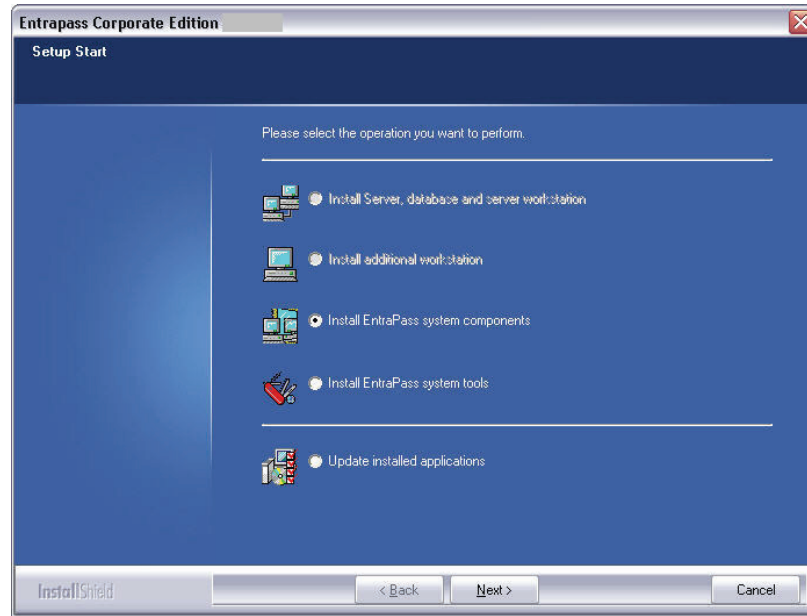 Entrapass Corporate Edition
Setup Start
Please select the operation you want to perform.
Install Server, database and server workstation
Install additional workstation
Install EntraPass system components
Install EntraPass system tools
Update installed applications
InstallShield
< Back
Next >
Cancel